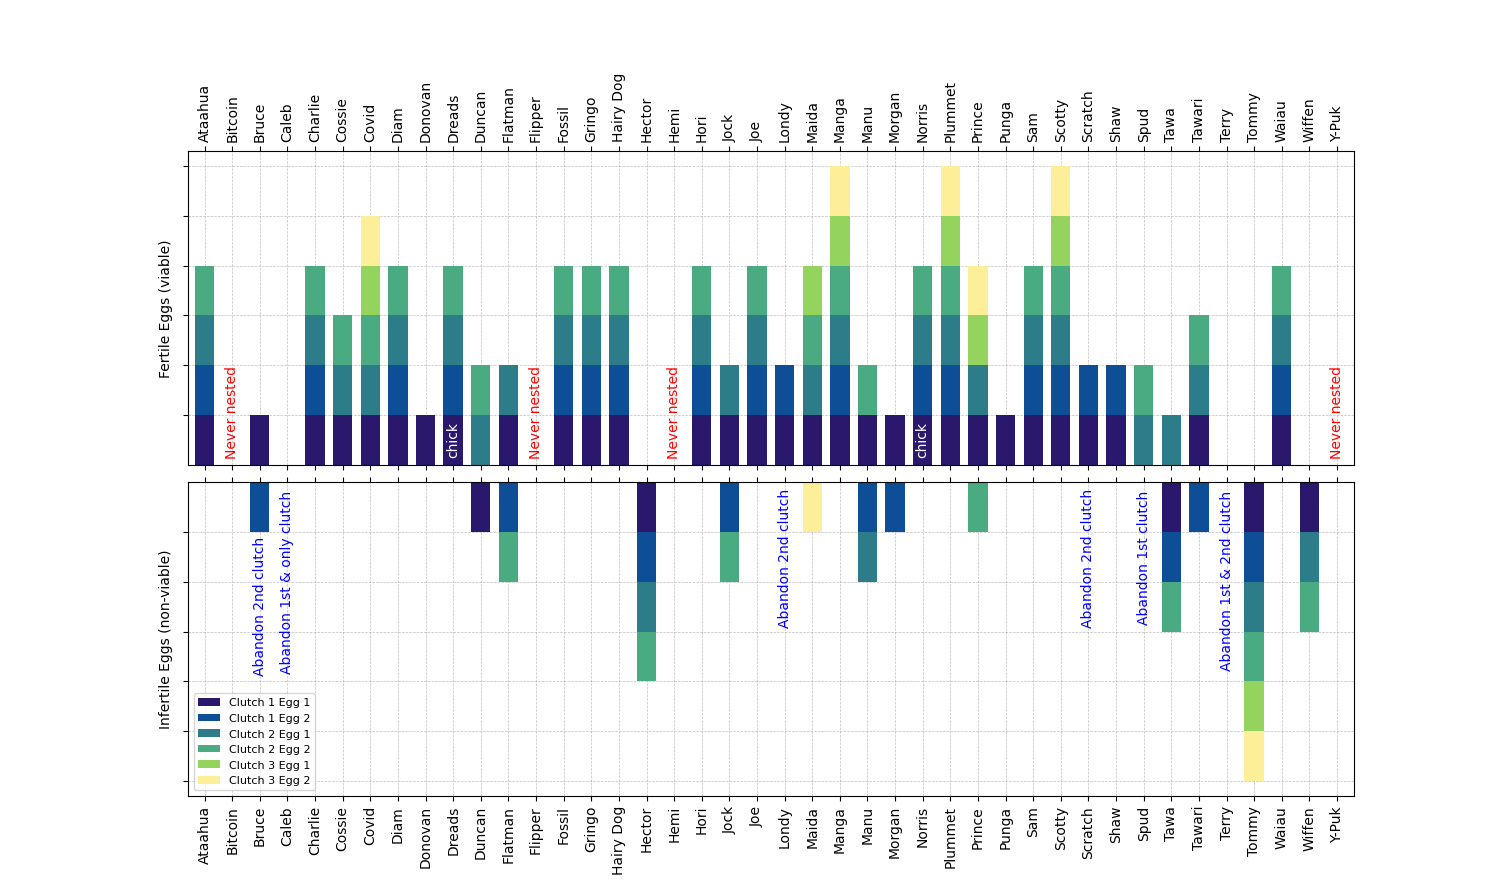 Ataahua
Bitcoin
Bruce
Caleb
Charlie
Cossie
Covid
Diam
Donovan
Dreads
Duncan
Flatman
Flipper
Fossil
Gringo
Hairy Dog
Hector
Hemi
Hori
Jock
Joe
Londy
Maida
Manga
Manu
Morgan
Norris
Plummet
Prince
Punga
Sam
Scotty
Scratch
Shaw
Spud
Tawa
Tawari
Terry
Tommy
Waiau
Wiffen
Y-Puk
Fertile Eggs (viable)
Never nested
chick
Never nested
Never nested
chick
Never nested
Infertile Eggs (non-viable)
Abandon 2nd clutch
Abandon 1st & only clutch
Abandon 2nd clutch
Abandon 2nd clutch
Abandon 1st clutch
Abandon 1st & 2nd clutch
Clutch 1 Egg 1
Clutch 1 Egg 2
Clutch 2 Egg 1
Clutch 2 Egg 2
Clutch 3 Egg 1
Clutch 3 Egg 2
Ataahua
Bitcoin
Bruce
Caleb
Charlie
Cossie
Covid
Diam
Donovan
Dreads
Duncan
Flatman
Flipper
Fossil
Gringo
Hairy Dog
Hector
Hemi
Hori
Jock
Joe
Londy
Maida
Manga
Manu
Morgan
Norris
Plummet
Prince
Punga
Sam
Scotty
Scratch
Shaw
Spud
Tawa
Tawari
Terry
Tommy
Waiau
Wiffen
Y-Puk